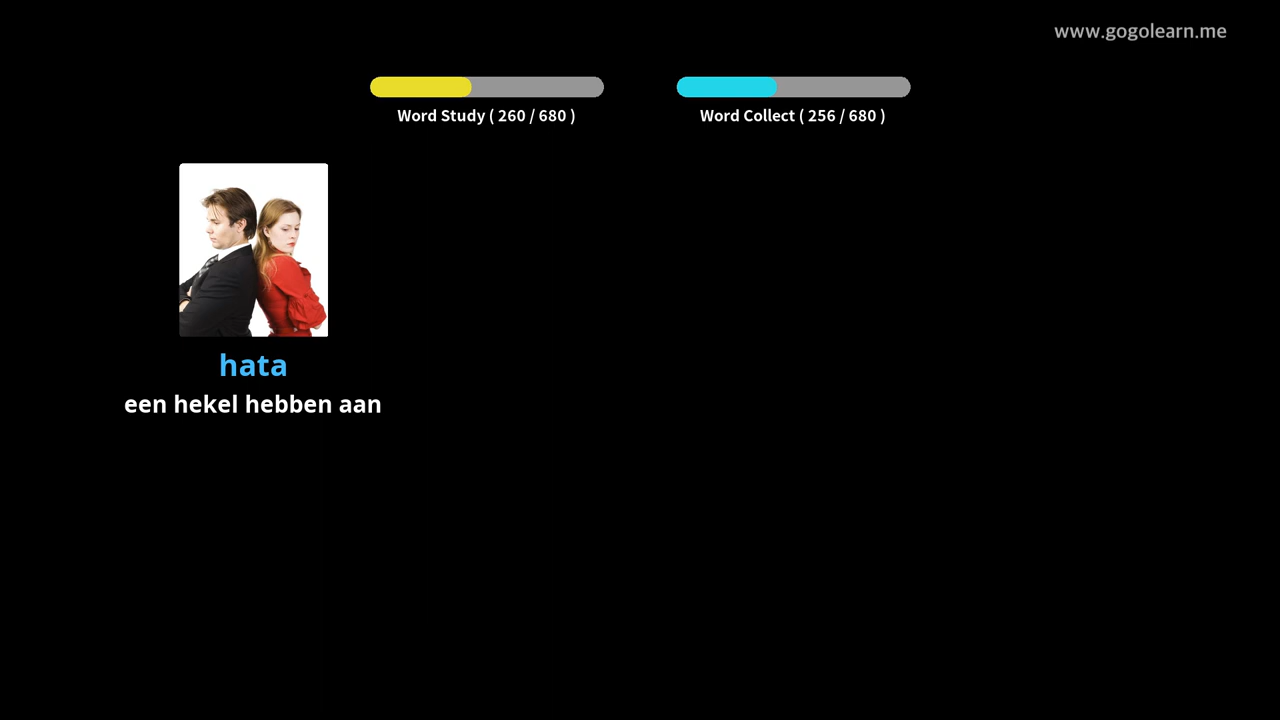 www.gogolearn.me
Word Study ( 260 / 680 )
Word Collect ( 256 / 680 )
hata
een hekel hebben aan